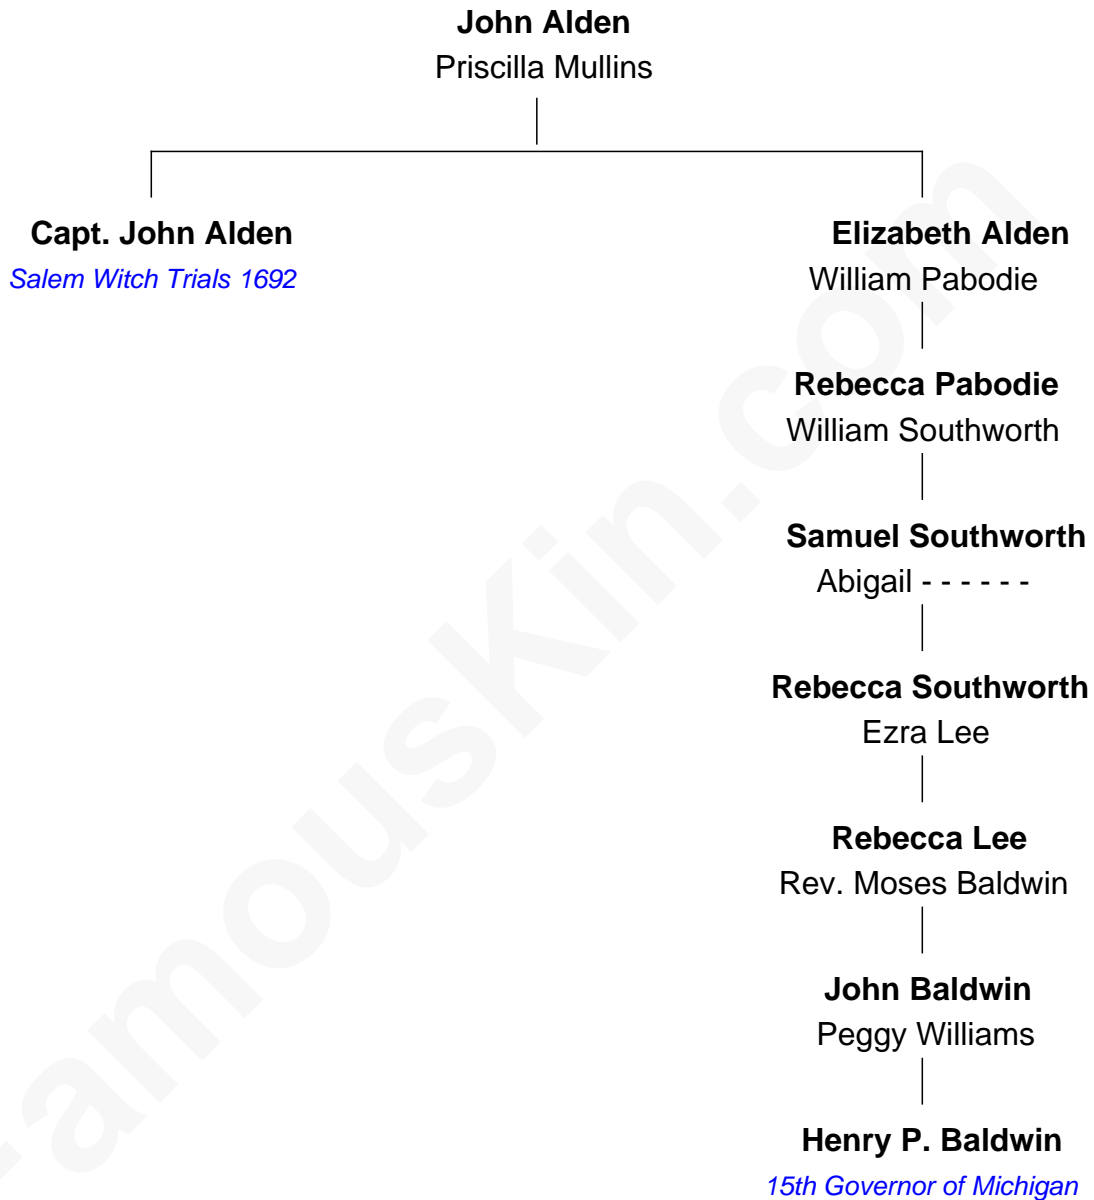 John Alden
Priscilla Mullins
Capt. John Alden
Salem Witch Trials 1692
Elizabeth Alden
William Pabodie
Rebecca Pabodie
William Southworth
Samuel Southworth
Abigail - - - - - -
Rebecca Southworth
Ezra Lee
Rebecca Lee
Rev. Moses Baldwin
John Baldwin
Peggy Williams
Henry P. Baldwin
15th Governor of Michigan
FamousKin.com